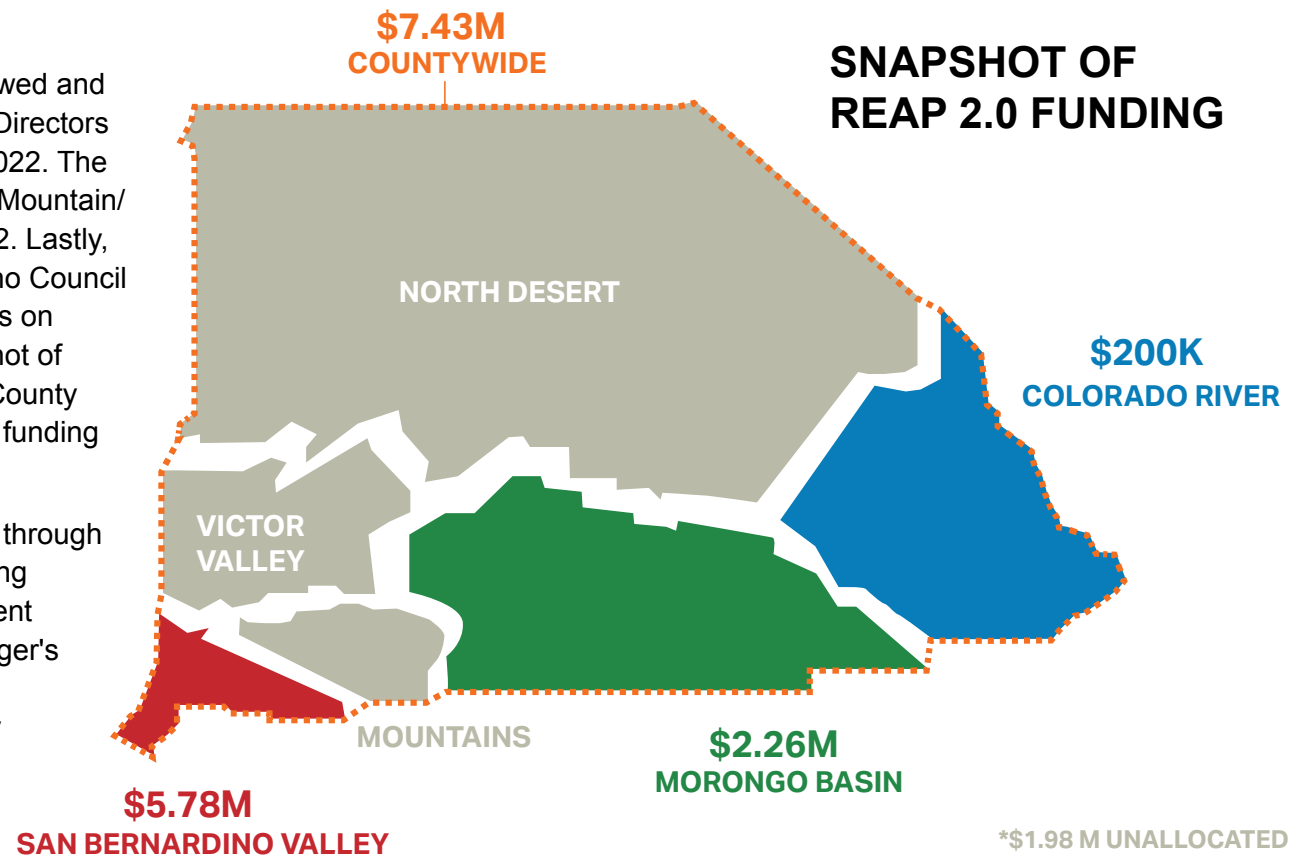 wed and
Directors
022. The
Mountain/
2. Lastly,
no Council
s on
not of
County
funding
through
ng
ent
ger's
$7.43M
COUNTYWIDE
SNAPSHOT OF
REAP 2.0 FUNDING
NORTH DESERT
$200K
COLORADO RIVER
VICTOR
VALLEY
MOUNTAINS
$2.26M
MORONGO BASIN
$5.78M
SAN BERNARDINO VALLEY
*$1.98 M UNALLOCATED